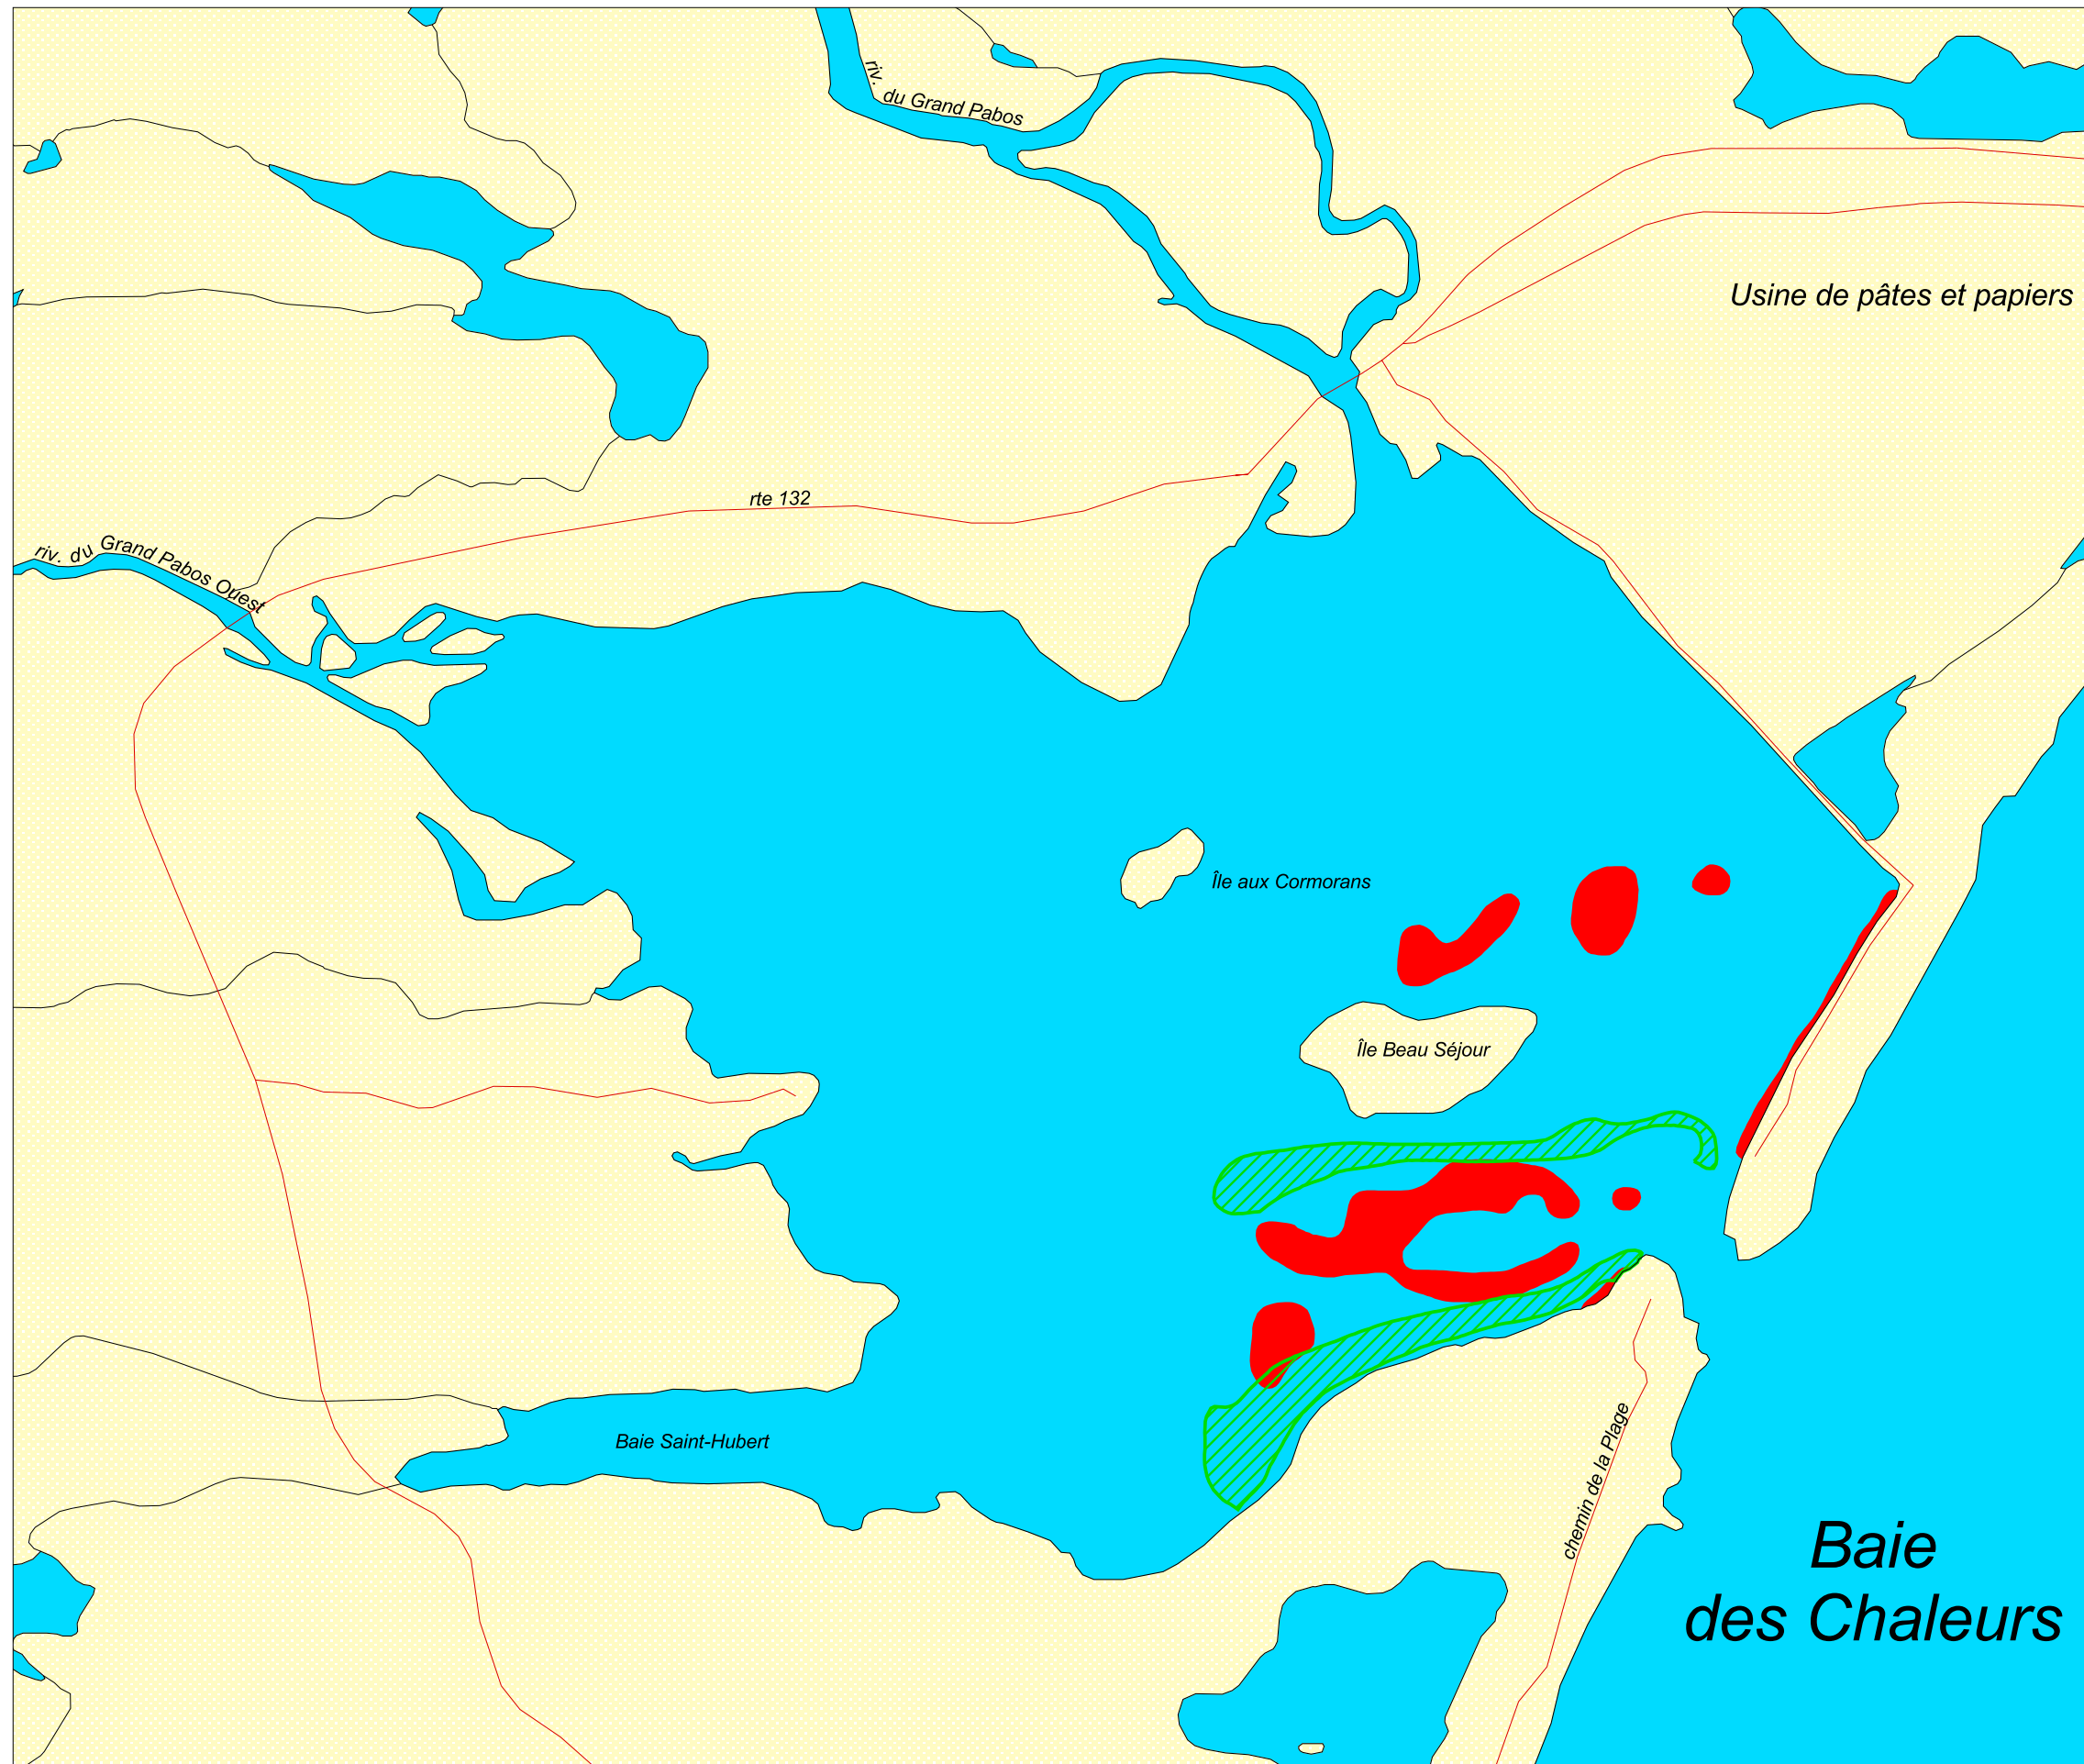 riv. du Grand Pabos
Usine de pâtes et papiers
rte 132
riv. du Grand Pabos Ouest
Île aux Cormorans
Île Beau Séjour
Baie Saint-Hubert
chemin de la Plage
Baie
des Chaleurs